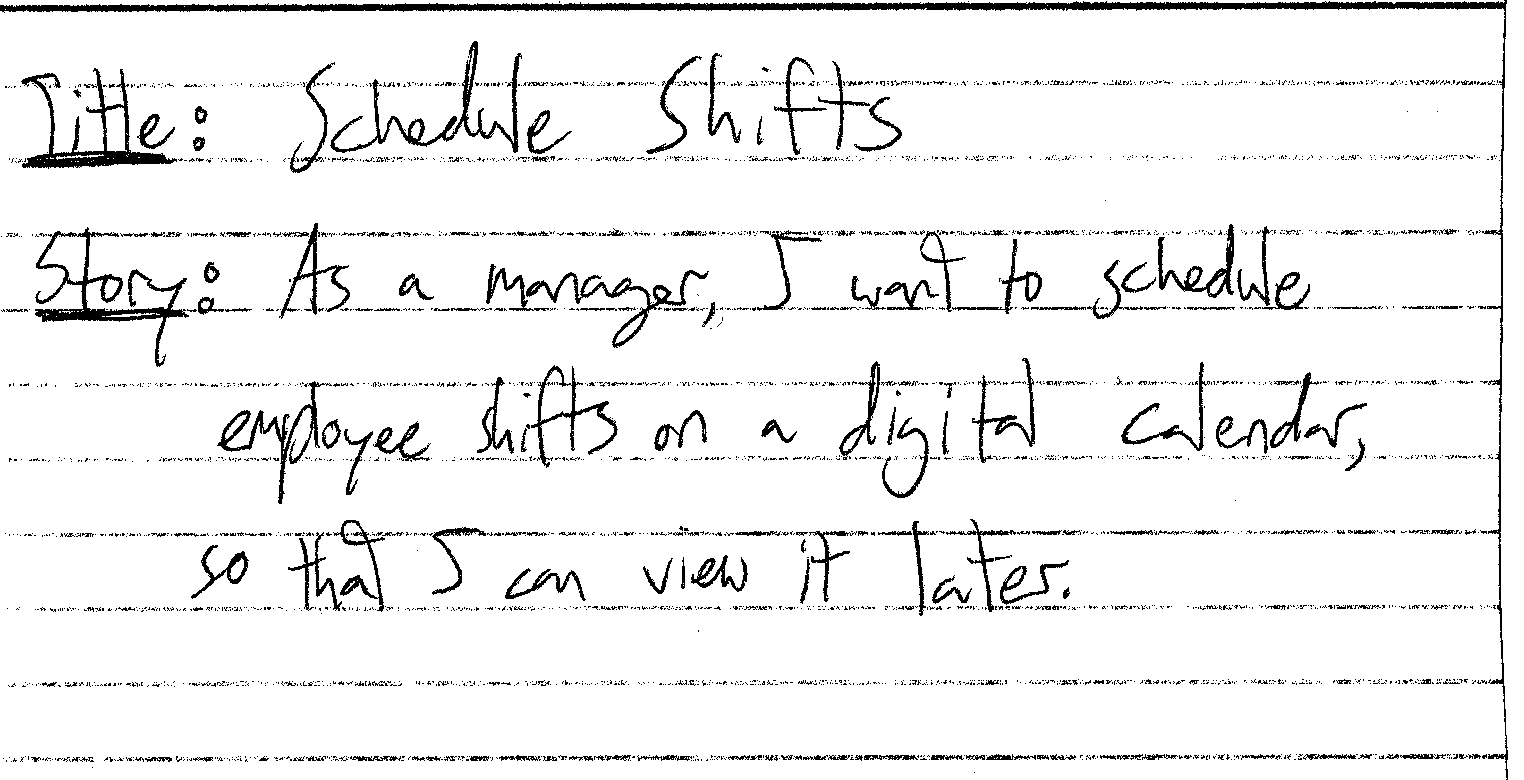 Title: Schedule Shifts
Story: As a manager, I want to schedule
employee shifts on a digital calendar,
so that I can view it later.